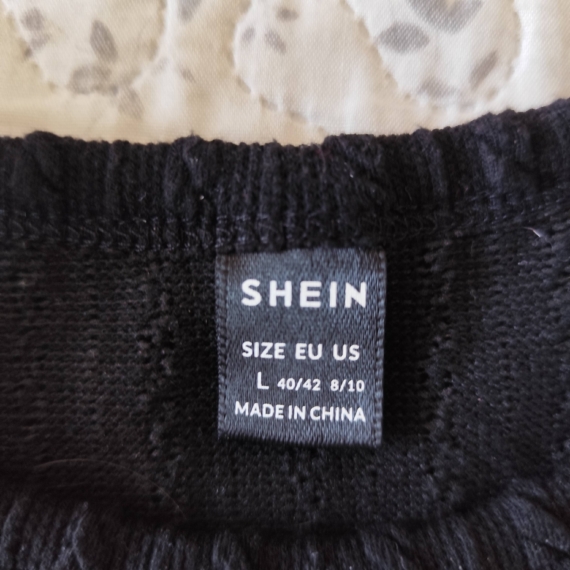 SHEIN
SIZE EU US
L 40/42 8/10
MADE IN CHINA